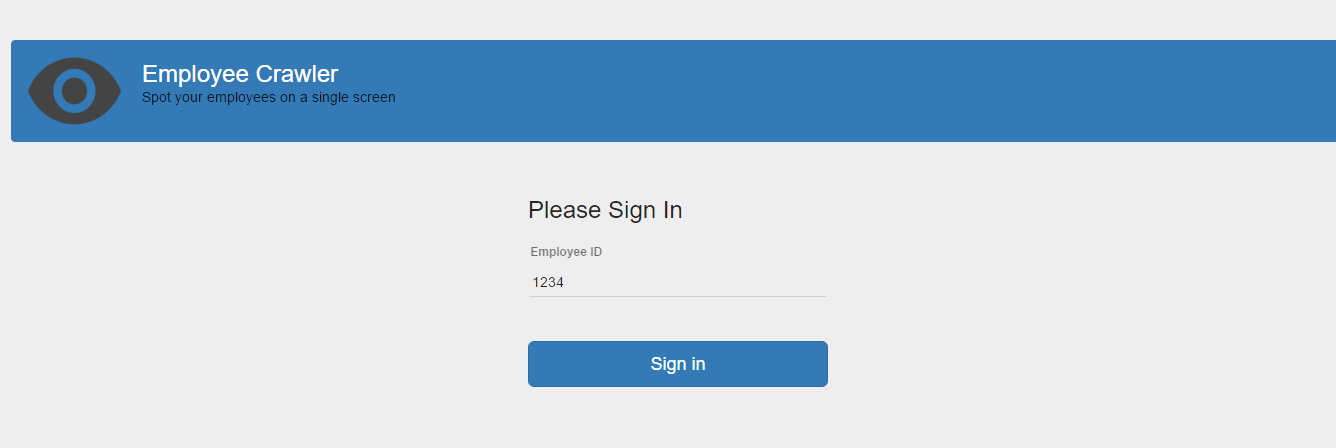 Employee Crawler
Spot your employees on a single screen
Please Sign In
Employee ID
1234
Sign in